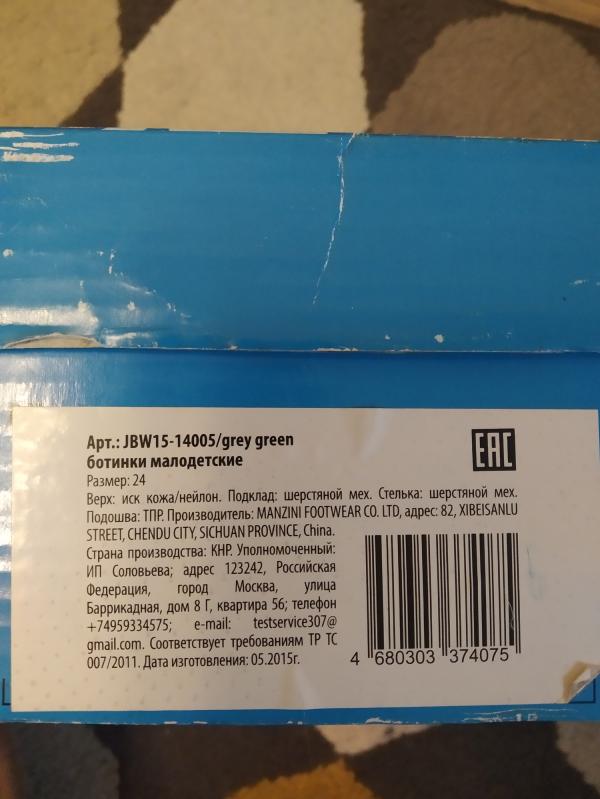 Арт.: JBW15-14005/grey green
ботинки малодетские
EAC
Размер: 24
Верх: иск кожа/нейлон. Подклад: шерстяной мех. Стелька: шерстяной мех.
Подошва: ТПР. Производитель: MANZINI FOOTWEAR CO. LTD, адрес: 82, XIBEISANLU
STREET, CHENDU CITY, SICHUAN PROVINCE, China.
Страна производства: КНР. Уполномоченный:
ИП Соловьева; адрес 123242, Российская
Федерация, город Москва, улица
Баррикадная, дом 8 Г, квартира 56; телефон
+74959334575; e-mail: testservice307@
gmail.com. Соответствует требованиям ТР ТС
007/2011. Дата изготовления: 05.2015г.
4 680303 374075